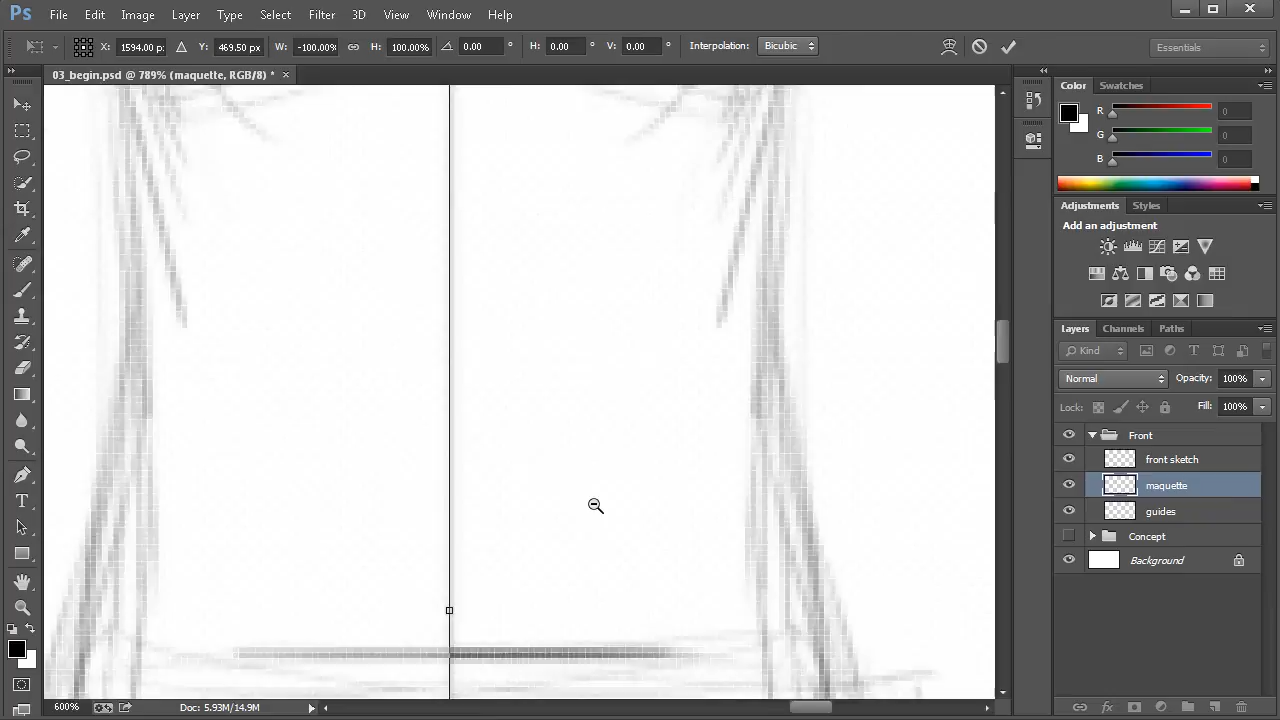 Ps File Edit Image Layer Type Select Filter 3D View Window Help
X: 1594.00 p: Y: 469.50 px W: -100.00% H: 100.00% 0.00 ° H: 0.00 ° V: 0.00 ° Interpolation: Bicubic Essentials
03_begin.psd @ 789% (maquette, RGB/8) * ×
Color Swatches
R 0
G 0
B 0
Adjustments Styles
Add an adjustment
Layers Channels Paths
Kind
Normal Opacity: 100%
Lock: Fill: 100%
Front
front sketch
maquette
guides
Concept
Background
600% Doc: 5.93M/14.9M
fx